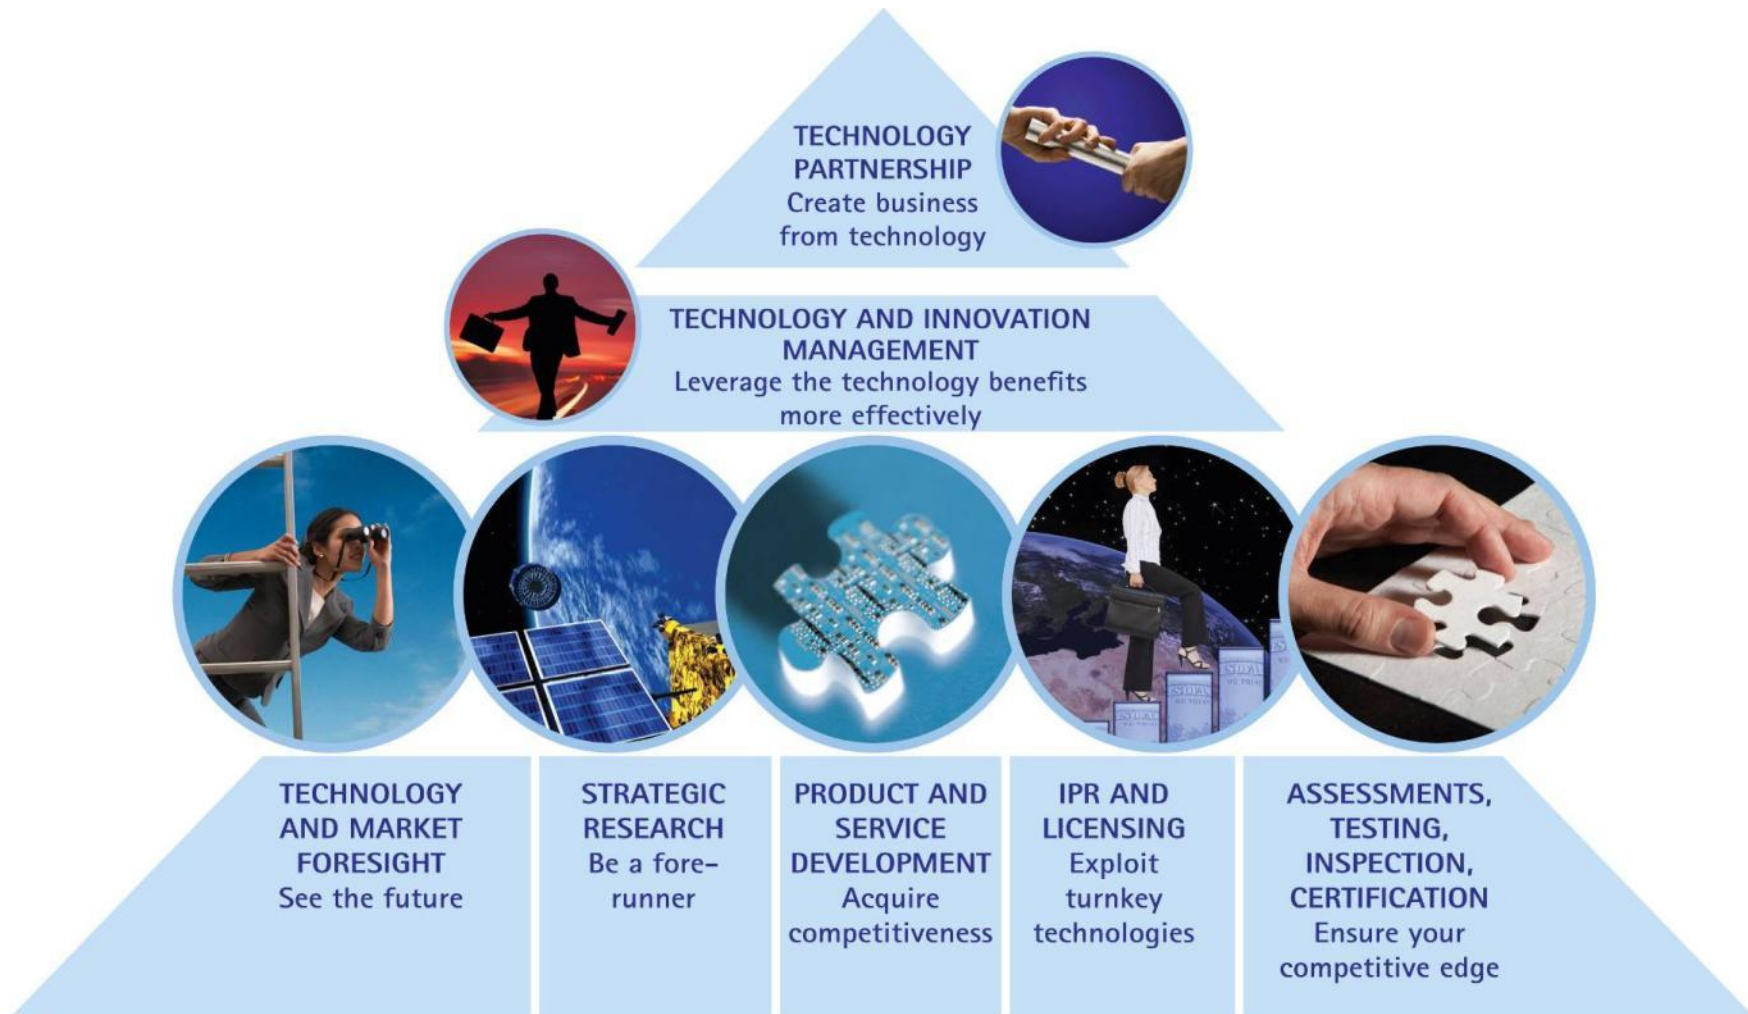 TECHNOLOGY
PARTNERSHIP
Create business
from technology
TECHNOLOGY AND INNOVATION
MANAGEMENT
Leverage the technology benefits
more effectively
TECHNOLOGY
AND MARKET
FORESIGHT
See the future
STRATEGIC
RESEARCH
Be a fore-
runner
PRODUCT AND
SERVICE
DEVELOPMENT
Acquire
competitiveness
IPR AND
LICENSING
Exploit
turnkey
technologies
ASSESSMENTS,
TESTING,
INSPECTION,
CERTIFICATION
Ensure your
competitive edge